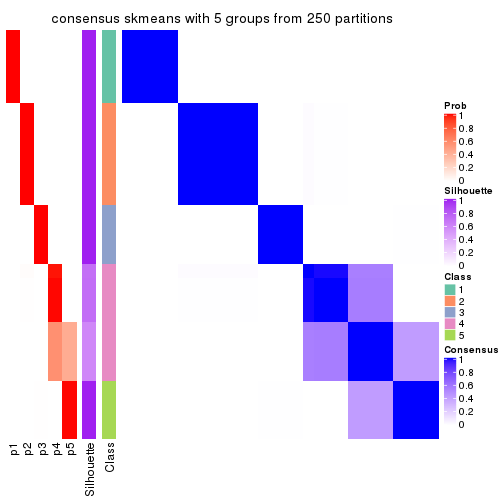 consensus skmeans with 5 groups from 250 partitions
Prob
1
0.8
0.6
0.4
0.2
0
Silhouette
1
0.8
0.6
0.4
0.2
0
Class
1
2
3
4
5
Consensus
1
0.8
0.6
0.4
0.2
0
p1
p2
p3
p4
p5
Silhouette
Class